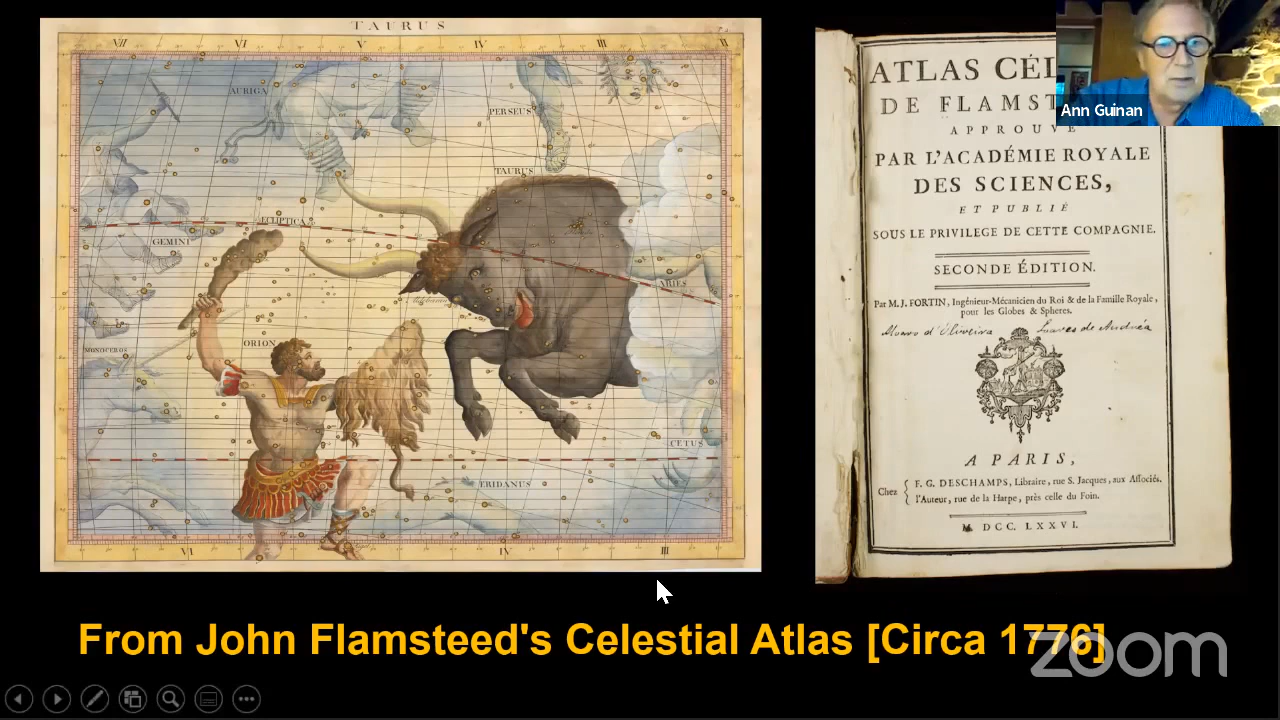 TAURUS
VII VI V IV III II
AURIGA
PERSEUS
TAURUS
ECLIPTICA
GEMINI
ARIES
Aldebaran
ORION
MONOCEROS
CETUS
ERIDANUS
VI IV III
ATLAS CÉL
DE FLAMST
APPROUVÉ
PAR L'ACADÉMIE ROYALE
DES SCIENCES,
ET PUBLIÉ
SOUS LE PRIVILEGE DE CETTE COMPAGNIE.
SECONDE ÉDITION.
Par M. J. FORTIN, Ingénieur-Mécanicien du Roi & de la Famille Royale,
pour les Globes & Spheres.
A PARIS,
Chez
F. G. DESCHAMPS, Libraire, rue S. Jacques, aux Associés.
l'Auteur, rue de la Harpe, près celle du Foin.
M. DCC. LXXVI.
Ann Guinan
From John Flamsteed's Celestial Atlas [Circa 1776]
zoom